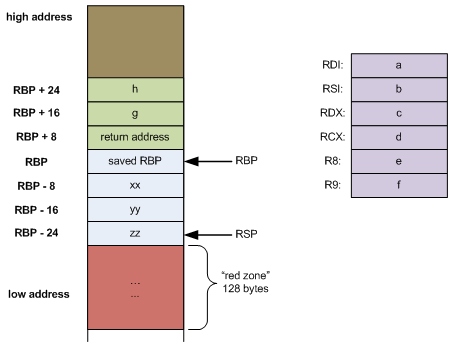 high address
RBP + 24 h
RBP + 16 g
RBP + 8 return address
RBP saved RBP RBP
RBP - 8 xx
RBP - 16 yy
RBP - 24 zz RSP
low address
...
...
"red zone"
128 bytes
RDI: a
RSI: b
RDX: c
RCX: d
R8: e
R9: f